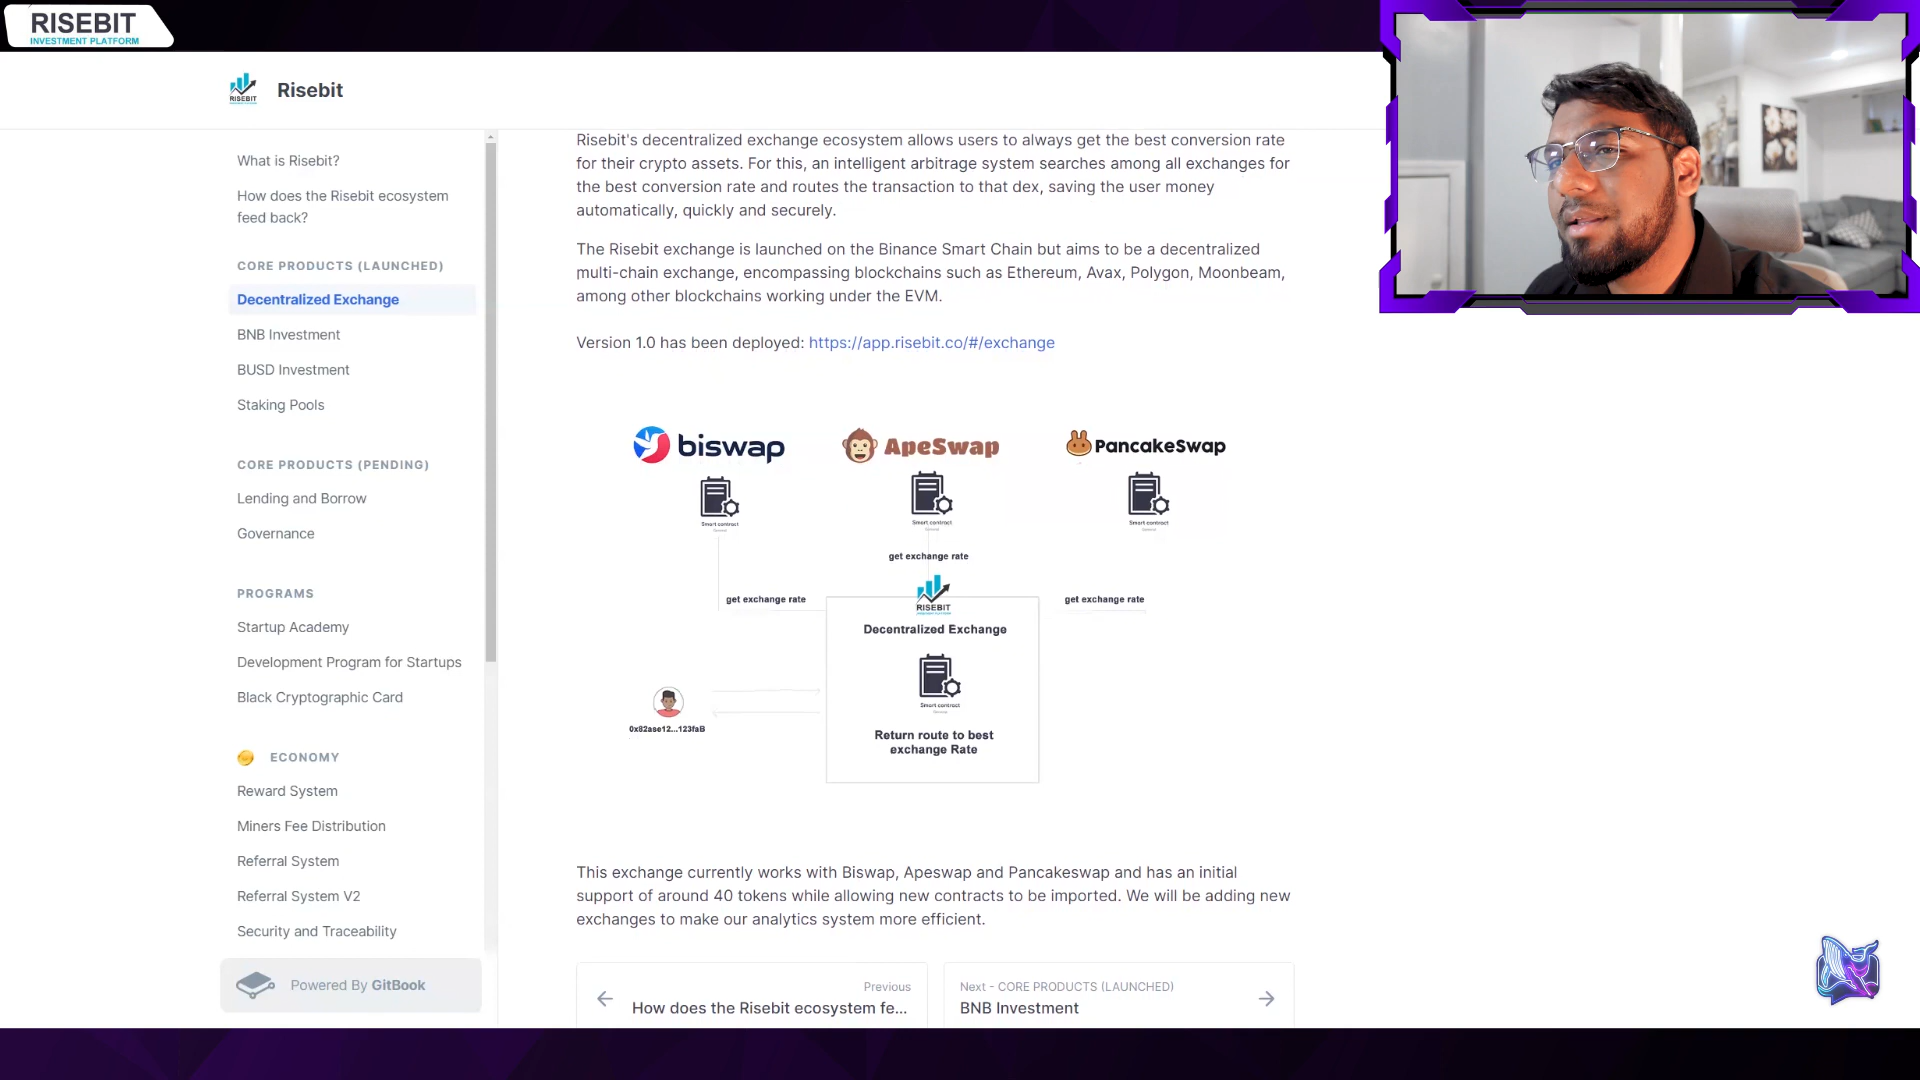 RISEBIT
INVESTMENT PLATFORM
RISEBIT
Risebit
What is Risebit?
How does the Risebit ecosystem
feed back?
CORE PRODUCTS (LAUNCHED)
Decentralized Exchange
BNB Investment
BUSD Investment
Staking Pools
CORE PRODUCTS (PENDING)
Lending and Borrow
Governance
PROGRAMS
Startup Academy
Development Program for Startups
Black Cryptographic Card
ECONOMY
Reward System
Miners Fee Distribution
Referral System
Referral System V2
Security and Traceability
Powered By GitBook
Risebit's decentralized exchange ecosystem allows users to always get the best conversion rate
for their crypto assets. For this, an intelligent arbitrage system searches among all exchanges for
the best conversion rate and routes the transaction to that dex, saving the user money
automatically, quickly and securely.
The Risebit exchange is launched on the Binance Smart Chain but aims to be a decentralized
multi-chain exchange, encompassing blockchains such as Ethereum, Avax, Polygon, Moonbeam,
among other blockchains working under the EVM.
Version 1.0 has been deployed: https://app.risebit.co/#/exchange
biswap
ApeSwap
PancakeSwap
Smart contract
Smart contract
Smart contract
get exchange rate
get exchange rate
get exchange rate
RISEBIT
Decentralized Exchange
Smart contract
Return route to best
exchange Rate
0x82ase12...123faB
This exchange currently works with Biswap, Apeswap and Pancakeswap and has an initial
support of around 40 tokens while allowing new contracts to be imported. We will be adding new
exchanges to make our analytics system more efficient.
Previous
How does the Risebit ecosystem fe...
Next - CORE PRODUCTS (LAUNCHED)
BNB Investment